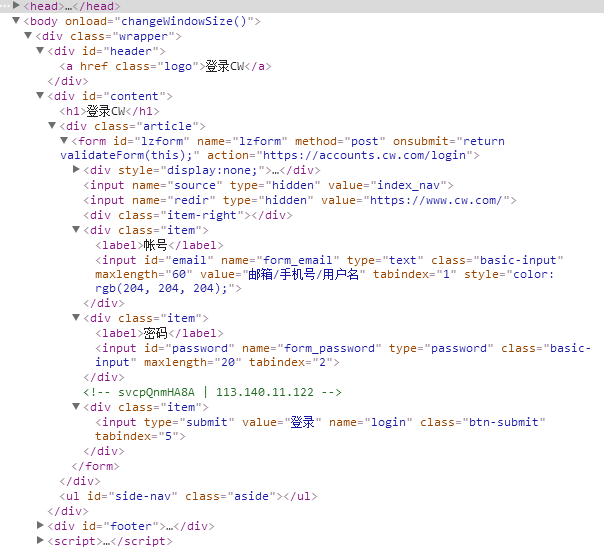 <head>…</head>
<body onload="changeWindowSize()">
<div class="wrapper">
<div id="header">
<a href class="logo">登录CW</a>
</div>
<div id="content">
<h1>登录CW</h1>
<div class="article">
<form id="lzform" name="lzform" method="post" onsubmit="return
validateForm(this);" action="https://accounts.cw.com/login">
<div style="display:none;">…</div>
<input name="source" type="hidden" value="index_nav">
<input name="redir" type="hidden" value="https://www.cw.com/">
<div class="item-right"></div>
<div class="item">
<label>帐号</label>
<input id="email" name="form_email" type="text" class="basic-input"
maxlength="60" value="邮箱/手机号/用户名" tabindex="1" style="color:
rgb(204, 204, 204);">
</div>
<div class="item">
<label>密码</label>
<input id="password" name="form_password" type="password" class="basic-
input" maxlength="20" tabindex="2">
</div>
<!-- svcpQnmHA8A | 113.140.11.122 -->
<div class="item">
<input type="submit" value="登录" name="login" class="btn-submit"
tabindex="5">
</div>
</form>
</div>
<ul id="side-nav" class="aside"></ul>
</div>
<div id="footer">…</div>
<script>…</script>